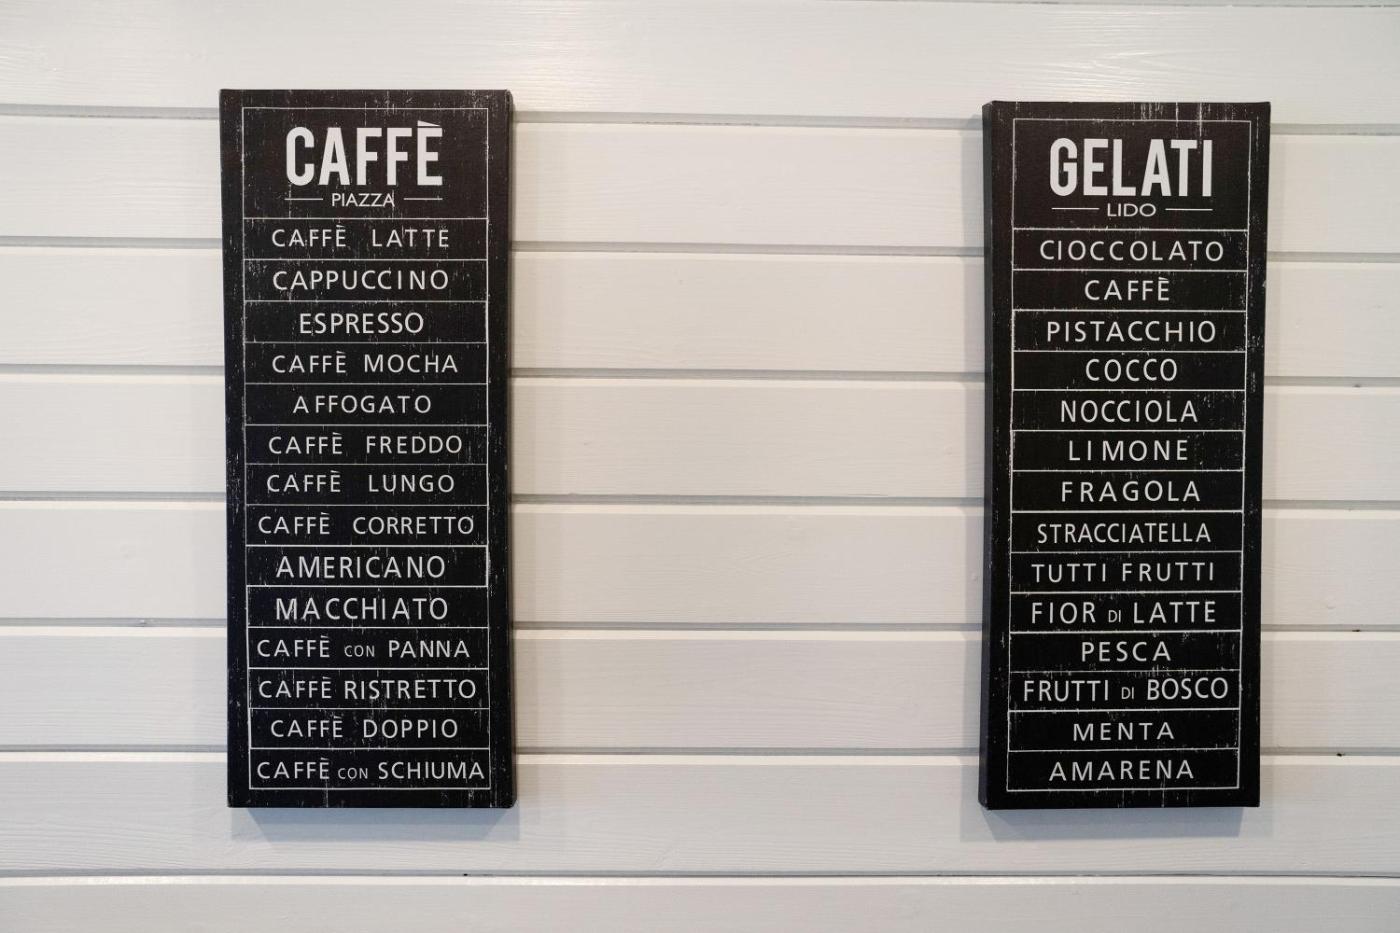 CAFFÈ
PIAZZA
CAFFÈ LATTE
CAPPUCCINO
ESPRESSO
CAFFÈ MOCHA
AFFOGATO
CAFFÈ FREDDO
CAFFÈ LUNGO
CAFFÈ CORRETTO
AMERICANO
MACCHIATO
CAFFÈ CON PANNA
CAFFÈ RISTRETTO
CAFFÈ DOPPIO
CAFFÈ CON SCHIUMA
GELATI
LIDO
CIOCCOLATO
CAFFÈ
PISTACCHIO
COCCO
NOCCIOLA
LIMONE
FRAGOLA
STRACCIATELLA
TUTTI FRUTTI
FIOR DI LATTE
PESCA
FRUTTI DI BOSCO
MENTA
AMARENA